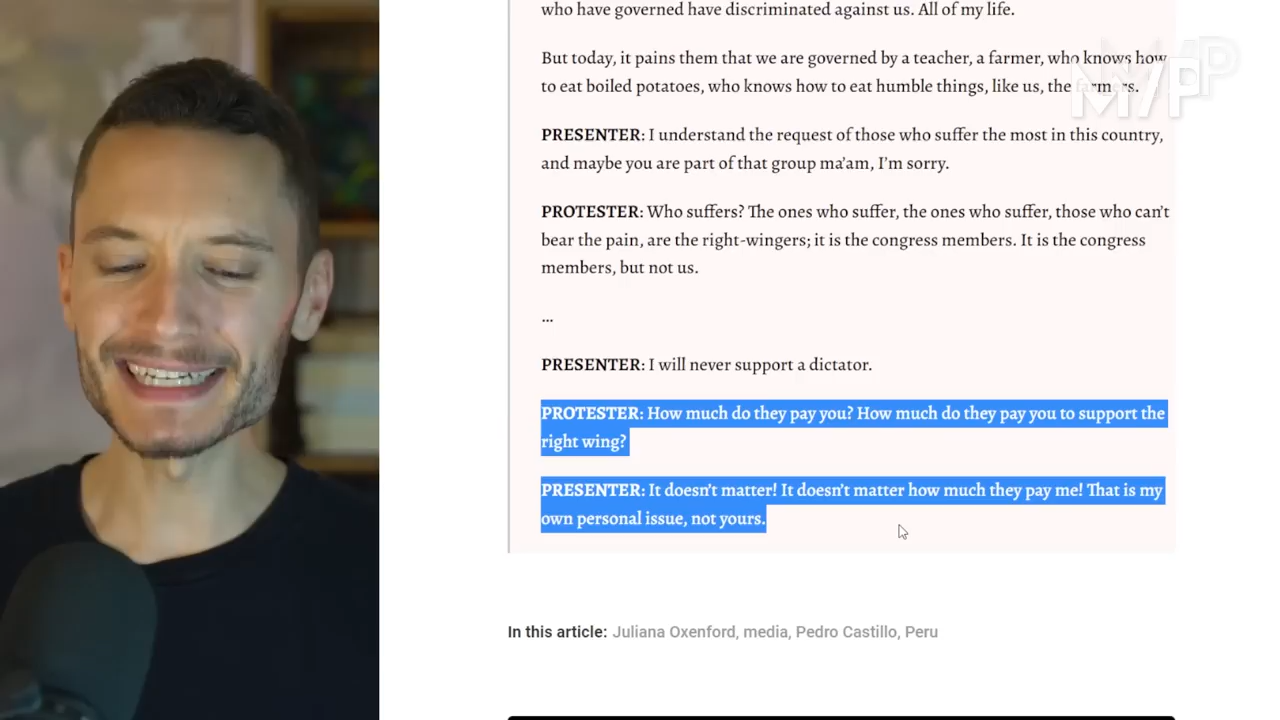 who have governed have discriminated against us. All of my life.
But today, it pains them that we are governed by a teacher, a farmer, who knows how
to eat boiled potatoes, who knows how to eat humble things, like us, the farmers.
PRESENTER: I understand the request of those who suffer the most in this country,
and maybe you are part of that group ma’am, I’m sorry.
PROTESTER: Who suffers? The ones who suffer, the ones who suffer, those who can’t
bear the pain, are the right-wingers; it is the congress members. It is the congress
members, but not us.
…
PRESENTER: I will never support a dictator.
PROTESTER: How much do they pay you? How much do they pay you to support the
right wing?
PRESENTER: It doesn’t matter! It doesn’t matter how much they pay me! That is my
own personal issue, not yours.
In this article: Juliana Oxenford, media, Pedro Castillo, Peru